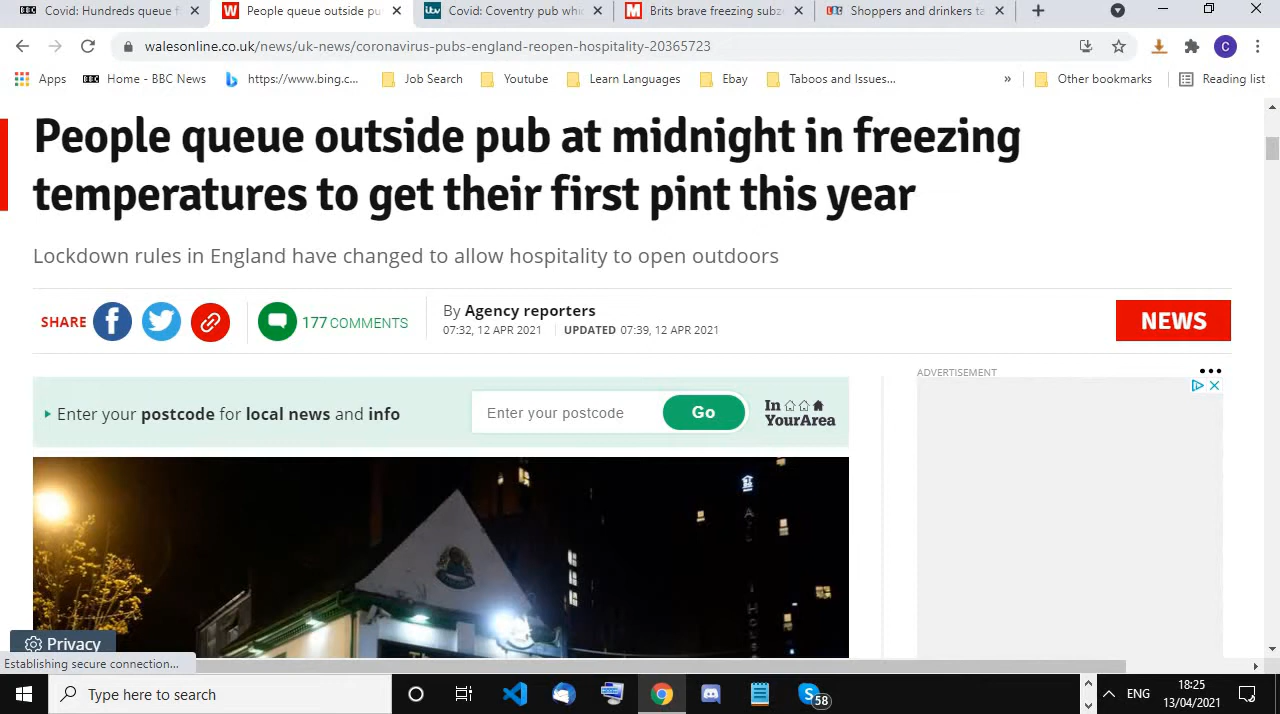 BBC Covid: Hundreds queue f
W People queue outside pu
itv Covid: Coventry pub whi
M Brits brave freezing subz
LBC Shoppers and drinkers ta
walesonline.co.uk/news/uk-news/coronavirus-pubs-england-reopen-hospitality-20365723
C
Apps BBC Home - BBC News https://www.bing.c... Job Search Youtube Learn Languages Ebay Taboos and Issues... » Other bookmarks Reading list
People queue outside pub at midnight in freezing
temperatures to get their first pint this year
Lockdown rules in England have changed to allow hospitality to open outdoors
SHARE 177 COMMENTS
By Agency reporters
07:32, 12 APR 2021 UPDATED 07:39, 12 APR 2021
NEWS
ADVERTISEMENT
Enter your postcode for local news and info
Enter your postcode Go
In
YourArea
Privacy
Establishing secure connection...
Type here to search
58
ENG
18:25
13/04/2021